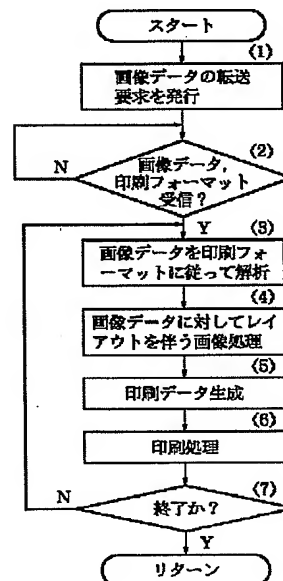 スタート
(1)
画像データの転送
要求を発行
(2)
N
画像データ,
印刷フォーマット
受信？
Y
(3)
画像データを印刷フォ
ーマットに従って解析
(4)
画像データに対してレイ
アウトを伴う画像処理
(5)
印刷データ生成
(6)
印刷処理
(7)
N
終了か？
Y
リターン